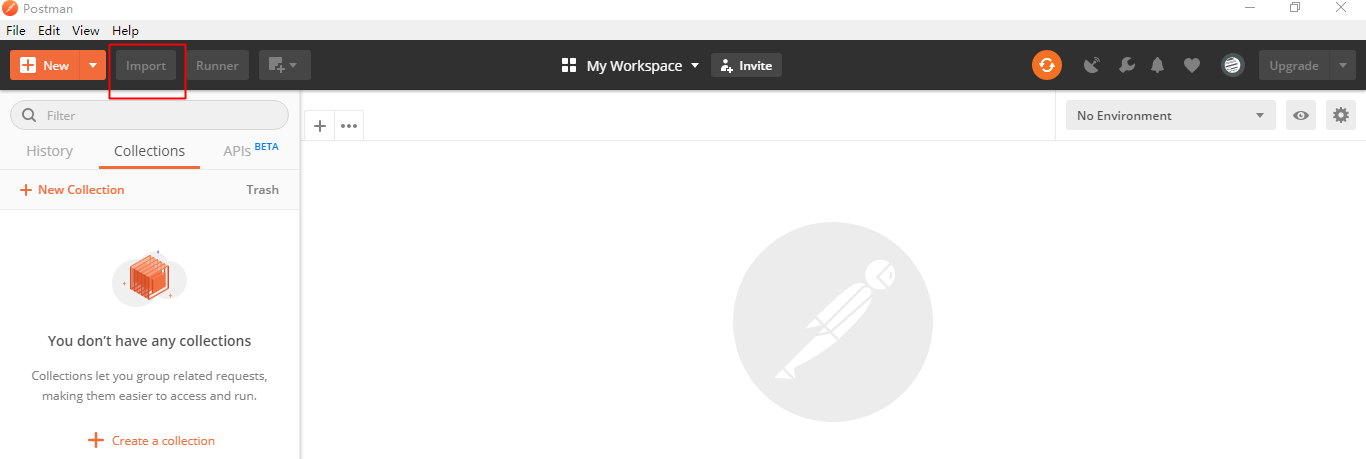 Postman
File Edit View Help
New Import Runner My Workspace Invite Upgrade
Filter
No Environment
History Collections APIs BETA
New Collection Trash
You don’t have any collections
Collections let you group related requests,
making them easier to access and run.
Create a collection